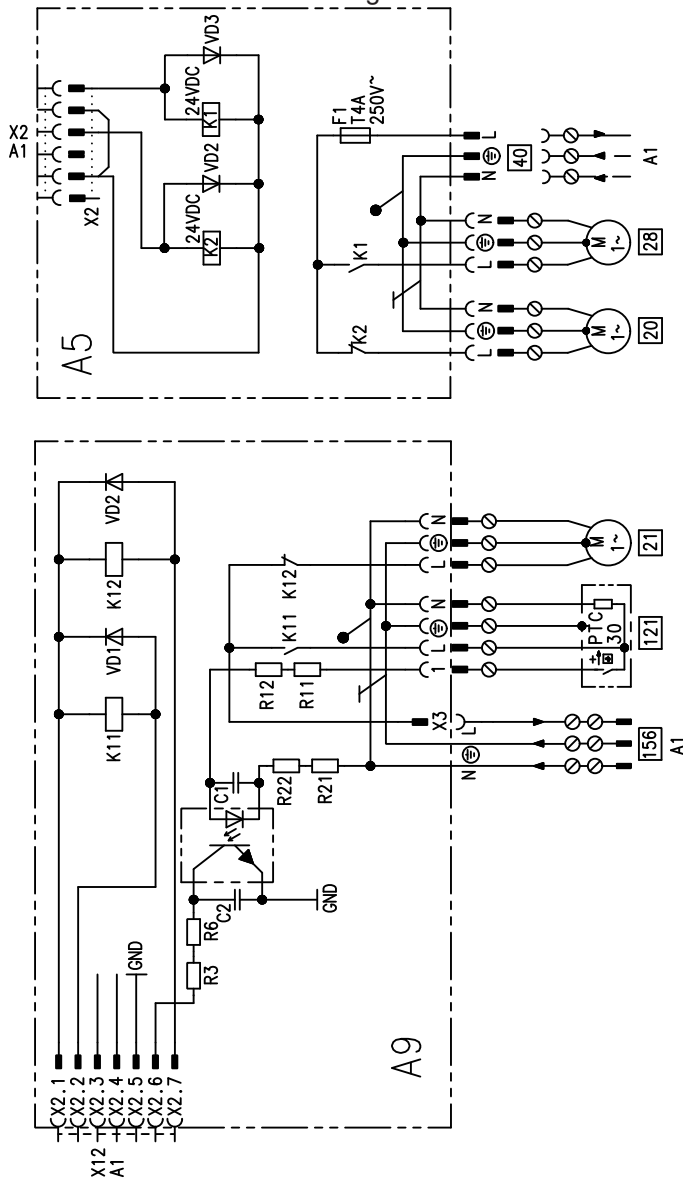 X2
A1
X2
A5
24VDC
K1
VD3
24VDC
K2
VD2
F1
T4A
250V~
K1
K2
L
N
40
A1
N
L
M
1~
28
N
L
M
1~
20
X2.1
X2.2
X2.3
X2.4
X2.5
X2.6
X2.7
X12
A1
GND
A9
K11
VD1
K12
VD2
R3
R6
C2
C1
GND
R22
R21
R12
R11
K11
K12
X3
L
N
156
A1
1
L
N
PTC
30
121
L
N
M
1~
21